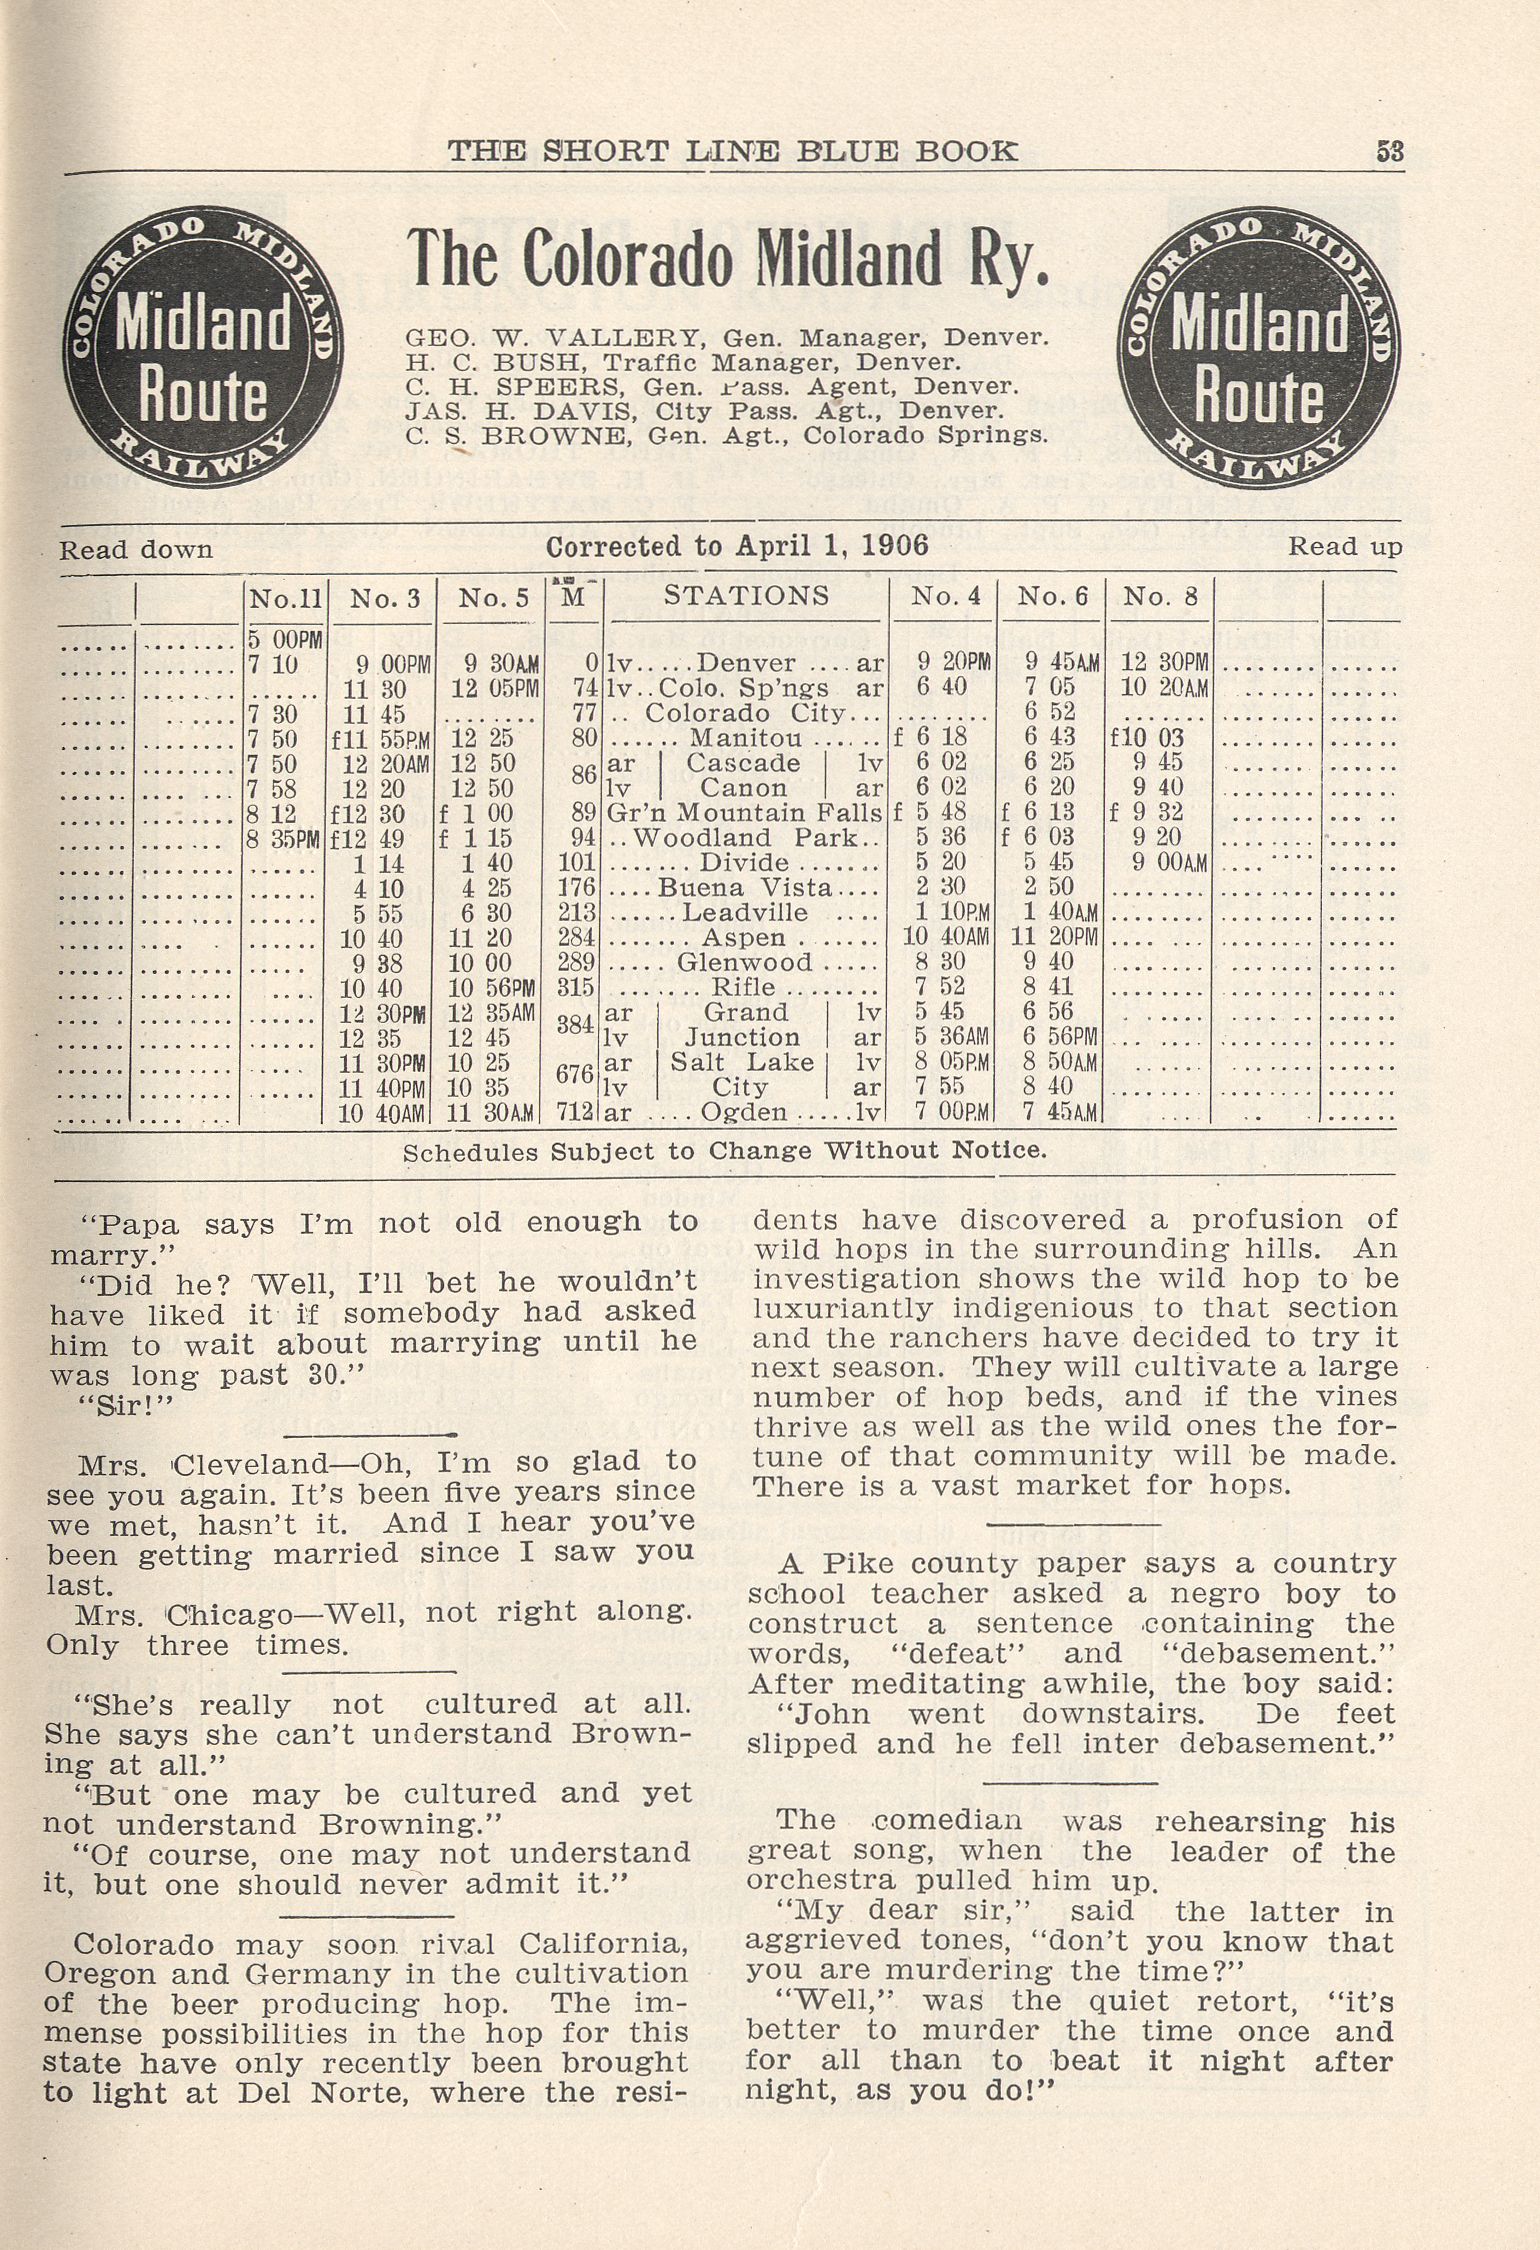 THE SHORT LINE BLUE BOOK 53
COLORADO MIDLAND
Midland
Route
RAILWAY
The Colorado Midland Ry.
GEO. W. VALLERY, Gen. Manager, Denver.
H. C. BUSH, Traffic Manager, Denver.
C. H. SPEERS, Gen. Pass. Agent, Denver.
JAS. H. DAVIS, City Pass. Agt., Denver.
C. S. BROWNE, Gen. Agt., Colorado Springs.
COLORADO MIDLAND
Midland
Route
RAILWAY
Read down Corrected to April 1, 1906 Read up
No.11 No. 3 No. 5 M STATIONS No. 4 No. 6 No. 8
5 00PM
7 10 9 00PM 9 30A.M 0 lv.....Denver ....ar 9 20PM 9 45A.M 12 30PM
...... 11 30 12 05PM 74 lv..Colo. Sp'ngs ar 6 40 7 05 10 20A.M
7 30 11 45 ......... 77 .. Colorado City... ......... 6 52 ........
7 50 f11 55P.M 12 25 80 ...... Manitou ...... f 6 18 6 43 f10 03
7 50 12 20AM 12 50 86 ar Cascade lv 6 02 6 25 9 45
7 58 12 20 12 50 lv Canon ar 6 02 6 20 9 40
8 12 f12 30 f 1 00 89 Gr'n Mountain Falls f 5 48 f 6 13 f 9 32
8 35PM f12 49 f 1 15 94 ..Woodland Park.. 5 36 f 6 03 9 20
...... 1 14 1 40 101 ........Divide....... 5 20 5 45 9 00A.M
...... 4 10 4 25 176 ....Buena Vista.... 2 30 2 50 ........
...... 5 55 6 30 213 ......Leadville .... 1 10P.M 1 40A.M ........
...... 10 40 11 20 284 ........ Aspen ....... 10 40AM 11 20PM ........
..... 9 38 10 00 289 ..... Glenwood ..... 8 30 9 40 ........
.... 10 40 10 56PM 315 ........ Rifle ........ 7 52 8 41 ........
...... 12 30PM 12 35AM 384 ar Grand lv 5 45 6 56
...... 12 35 12 45 lv Junction ar 5 36AM 6 56PM
..... 11 30PM 10 25 676 ar Salt Lake lv 8 05P.M 8 50A.M
...... 11 40PM 10 35 lv City ar 7 55 8 40
10 40AM 11 30A.M 712 ar ....Ogden.....lv 7 00P.M 7 45A.M
Schedules Subject to Change Without Notice.
"Papa says I'm not old enough to
marry."
"Did he? Well, I'll bet he wouldn't
have liked it if somebody had asked
him to wait about marrying until he
was long past 30."
"Sir!"
Mrs. Cleveland—Oh, I'm so glad to
see you again. It's been five years since
we met, hasn't it. And I hear you've
been getting married since I saw you
last.
Mrs. Chicago—Well, not right along.
Only three times.
"She's really not cultured at all.
She says she can't understand Brown-
ing at all."
"But one may be cultured and yet
not understand Browning."
"Of course, one may not understand
it, but one should never admit it."
Colorado may soon rival California,
Oregon and Germany in the cultivation
of the beer producing hop. The im-
mense possibilities in the hop for this
state have only recently been brought
to light at Del Norte, where the resi-
dents have discovered a profusion of
wild hops in the surrounding hills. An
investigation shows the wild hop to be
luxuriantly indigenious to that section
and the ranchers have decided to try it
next season. They will cultivate a large
number of hop beds, and if the vines
thrive as well as the wild ones the for-
tune of that community will be made.
There is a vast market for hops.
A Pike county paper says a country
school teacher asked a negro boy to
construct a sentence containing the
words, "defeat" and "debasement."
After meditating awhile, the boy said:
"John went downstairs. De feet
slipped and he fell inter debasement."
The comedian was rehearsing his
great song, when the leader of the
orchestra pulled him up.
"My dear sir," said the latter in
aggrieved tones, "don't you know that
you are murdering the time?"
"Well," was the quiet retort, "it's
better to murder the time once and
for all than to beat it night after
night, as you do!"